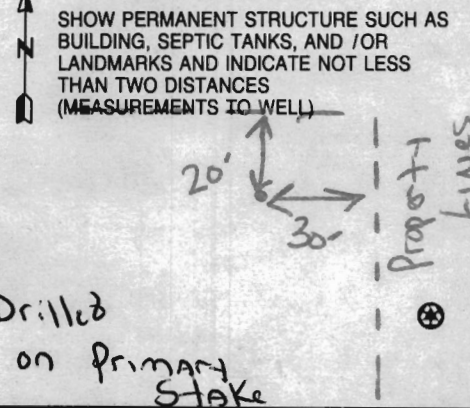 N
SHOW PERMANENT STRUCTURE SUCH AS
BUILDING, SEPTIC TANKS, AND /OR
LANDMARKS AND INDICATE NOT LESS
THAN TWO DISTANCES
(MEASUREMENTS TO WELL)
20'
30'
Property
Lines
Drilled
on Primary
Stake